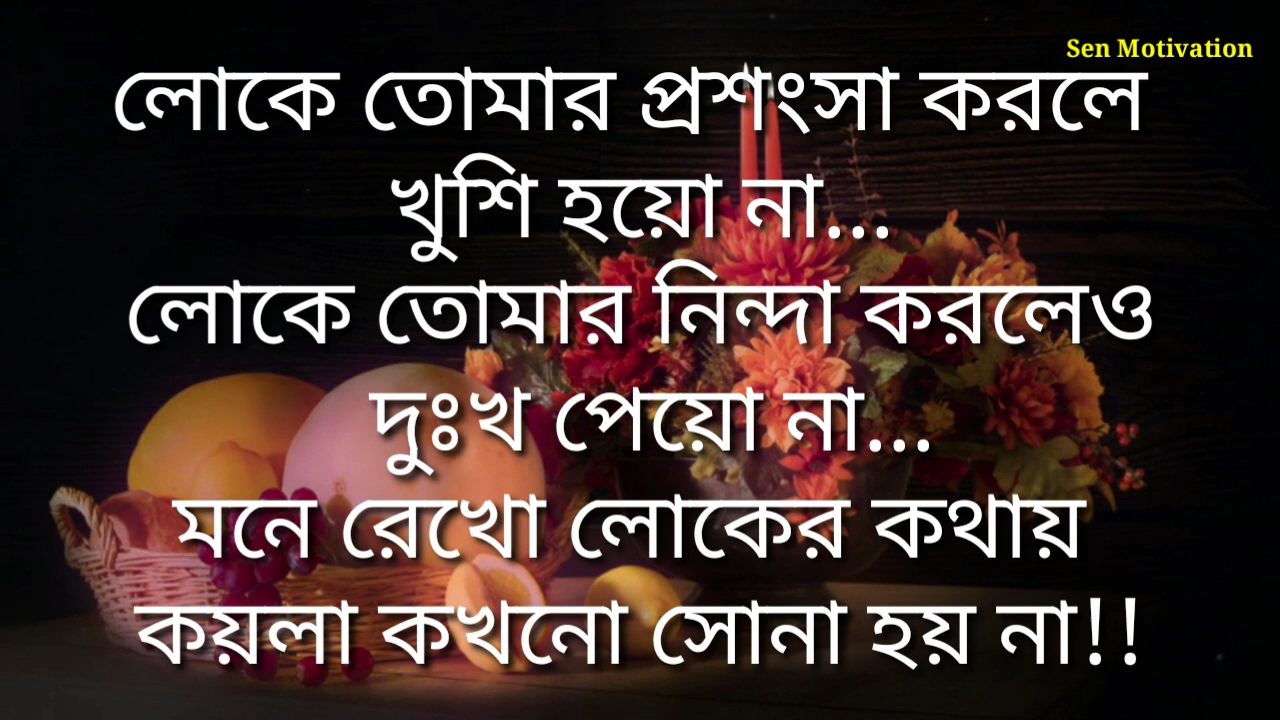 Sen Motivation
লোকে তোমার প্রশংসা করলে
খুশি হয়ো না...
লোকে তোমার নিন্দা করলেও
দুঃখ পেয়ো না...
মনে রেখো লোকের কথায়
কয়লা কখনো সোনা হয় না!!